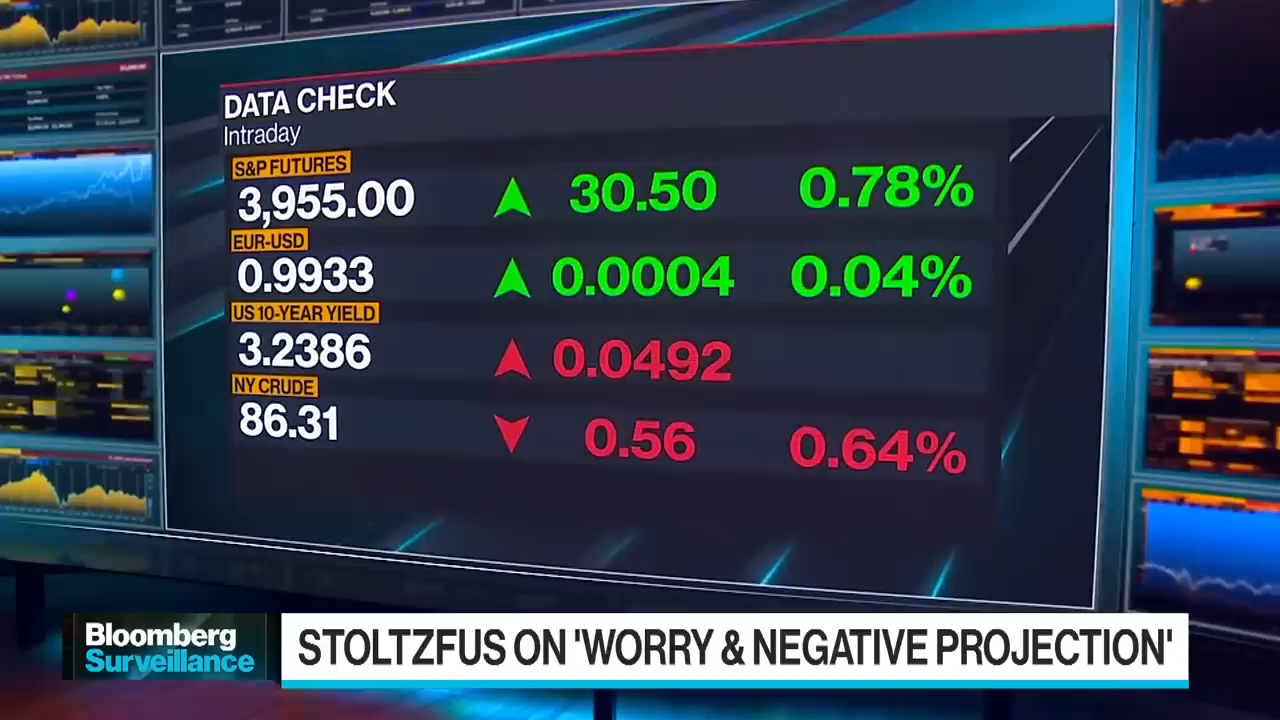 DATA CHECK
Intraday
S&P FUTURES
3,955.00 30.50 0.78%
EUR-USD
0.9933 0.0004 0.04%
US 10-YEAR YIELD
3.2386 0.0492
NY CRUDE
86.31 0.56 0.64%
Bloomberg
Surveillance
STOLTZFUS ON 'WORRY & NEGATIVE PROJECTION'